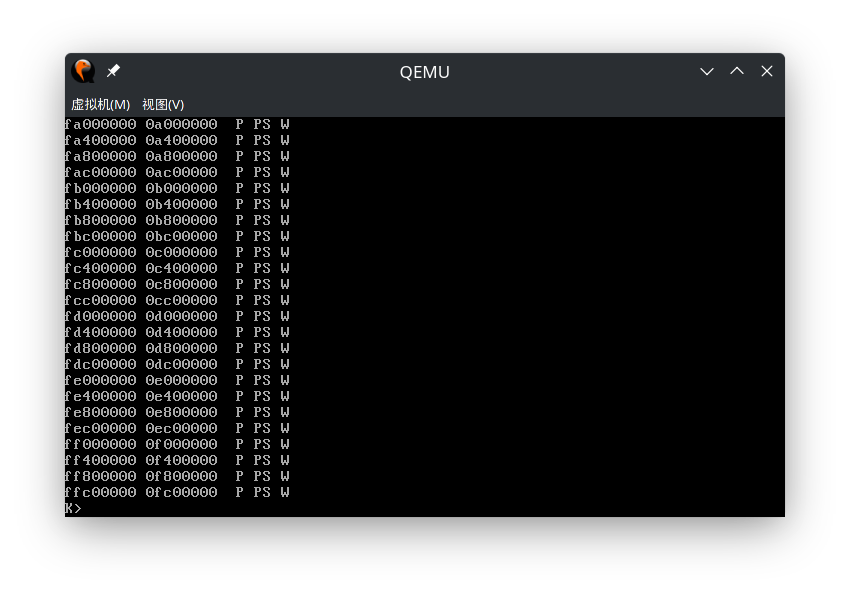 QEMU
虚拟机(M) 视图(V)
fa000000 0a000000  P PS W
fa400000 0a400000  P PS W
fa800000 0a800000  P PS W
fac00000 0ac00000  P PS W
fb000000 0b000000  P PS W
fb400000 0b400000  P PS W
fb800000 0b800000  P PS W
fbc00000 0bc00000  P PS W
fc000000 0c000000  P PS W
fc400000 0c400000  P PS W
fc800000 0c800000  P PS W
fcc00000 0cc00000  P PS W
fd000000 0d000000  P PS W
fd400000 0d400000  P PS W
fd800000 0d800000  P PS W
fdc00000 0dc00000  P PS W
fe000000 0e000000  P PS W
fe400000 0e400000  P PS W
fe800000 0e800000  P PS W
fec00000 0ec00000  P PS W
ff000000 0f000000  P PS W
ff400000 0f400000  P PS W
ff800000 0f800000  P PS W
ffc00000 0fc00000  P PS W
K>